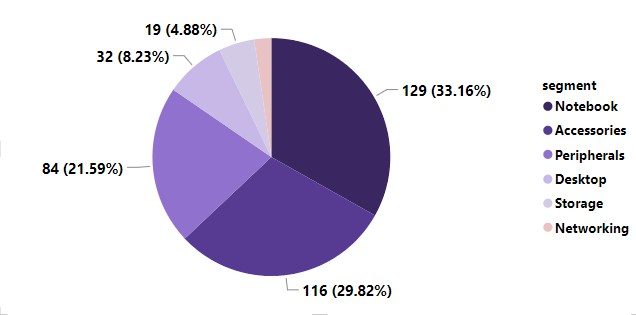 19 (4.88%)
32 (8.23%)
129 (33.16%)
84 (21.59%)
116 (29.82%)
segment
Notebook
Accessories
Peripherals
Desktop
Storage
Networking